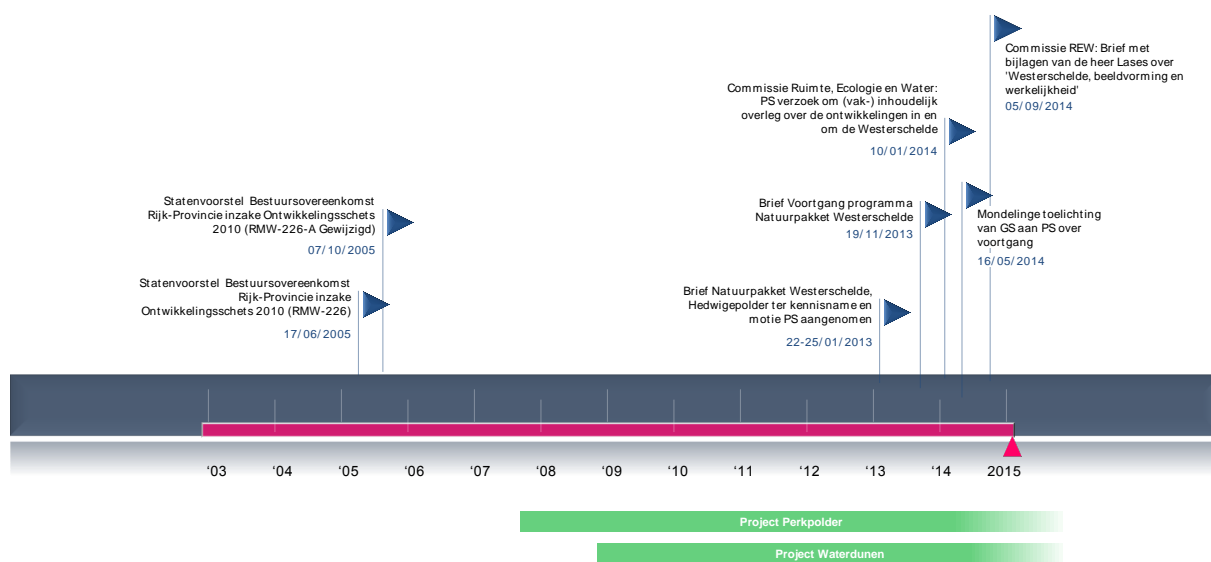 Commissie REW: Brief met
bijlagen van de heer Lases over
'Westerschelde, beeldvorming en
werkelijkheid'
05/09/2014
Commissie Ruimte, Ecologie en Water:
PS verzoek om (vak-) inhoudelijk
overleg over de ontwikkelingen in en
om de Westerschelde
10/01/2014
Statenvoorstel Bestuursovereenkomst
Rijk-Provincie inzake Ontwikkelingsschets
2010 (RMW-226-A Gewijzigd)
07/10/2005
Brief Voortgang programma
Natuurpakket Westerschelde
19/11/2013
Mondelinge toelichting
van GS aan PS over
voortgang
16/05/2014
Statenvoorstel Bestuursovereenkomst
Rijk-Provincie inzake
Ontwikkelingsschets 2010 (RMW-226)
17/06/2005
Brief Natuurpakket Westerschelde,
Hedwigepolder ter kennisname en
motie PS aangenomen
22-25/01/2013
'03 '04 '05 '06 '07 '08 '09 '10 '11 '12 '13 '14 2015
Project Perkpolder
Project Waterdunen